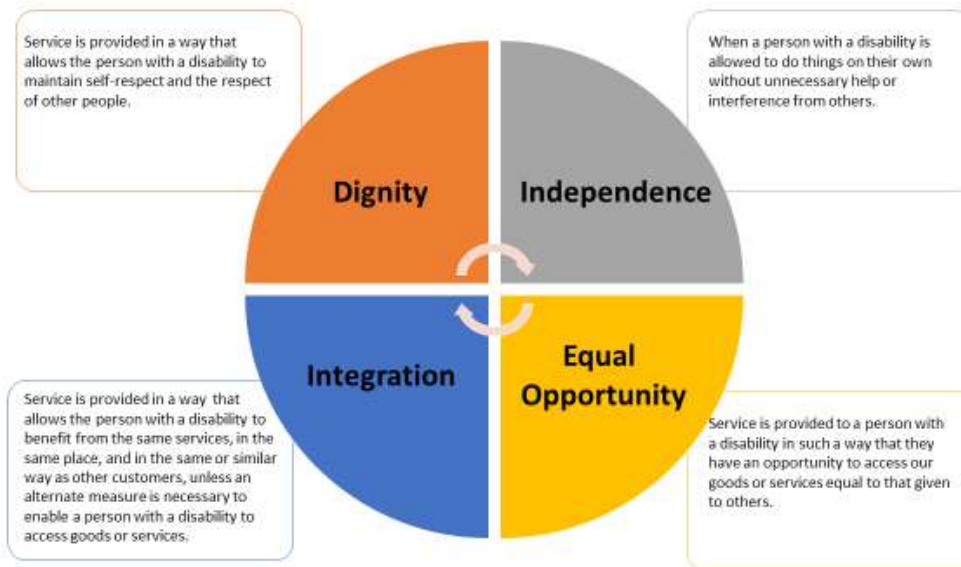 Service is provided in a way that
allows the person with a disability to
maintain self-respect and the respect
of other people.
When a person with a disability is
allowed to do things on their own
without unnecessary help or
interference from others.
Dignity
Independence
Integration
Equal
Opportunity
Service is provided in a way that
allows the person with a disability to
benefit from the same services, in the
same place, and in the same or similar
way as other customers, unless an
alternate measure is necessary to
enable a person with a disability to
access goods or services.
Service is provided to a person with
a disability in such a way that they
have an opportunity to access our
goods or services equal to that given
to others.